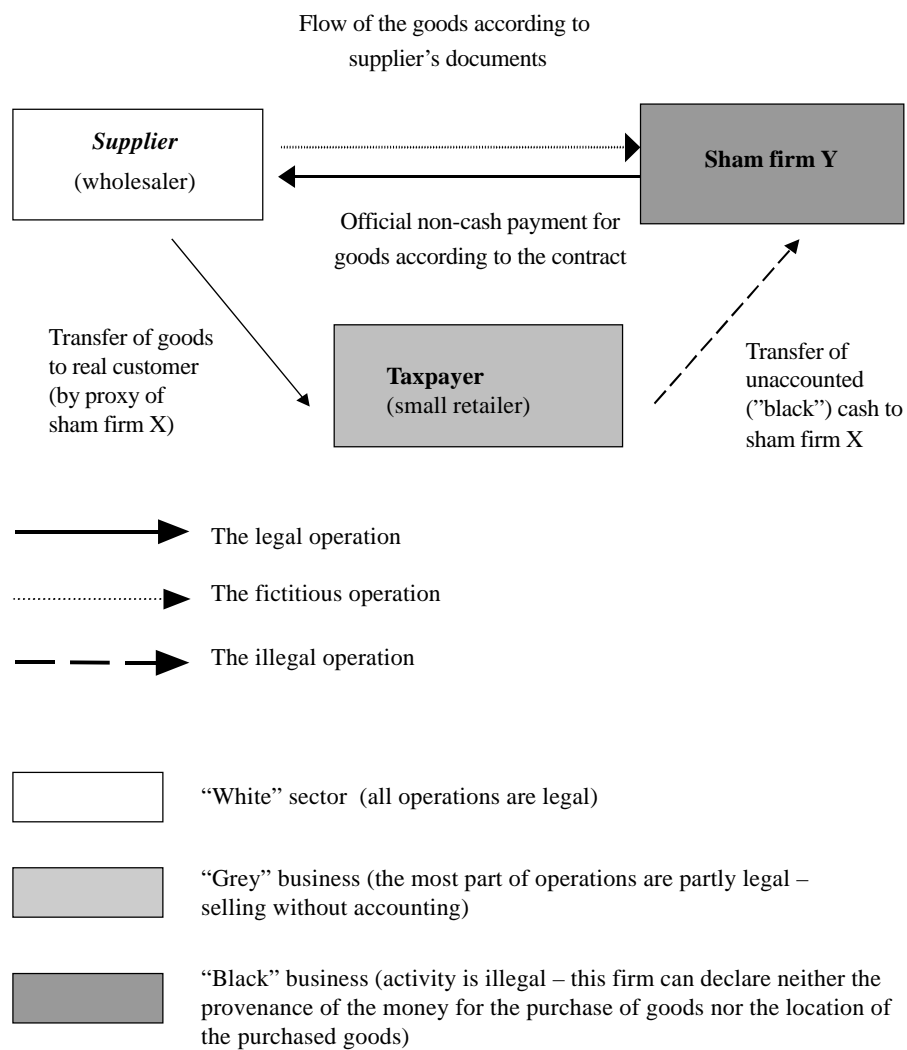 Flow of the goods according to
supplier’s documents
Supplier
(wholesaler)
Sham firm Y
Official non-cash payment for
goods according to the contract
Transfer of goods
to real customer
(by proxy of
sham firm X)
Taxpayer
(small retailer)
Transfer of
unaccounted
(”black”) cash to
sham firm X
The legal operation
The fictitious operation
The illegal operation
“White” sector (all operations are legal)
“Grey” business (the most part of operations are partly legal –
selling without accounting)
“Black” business (activity is illegal – this firm can declare neither the
provenance of the money for the purchase of goods nor the location of
the purchased goods)